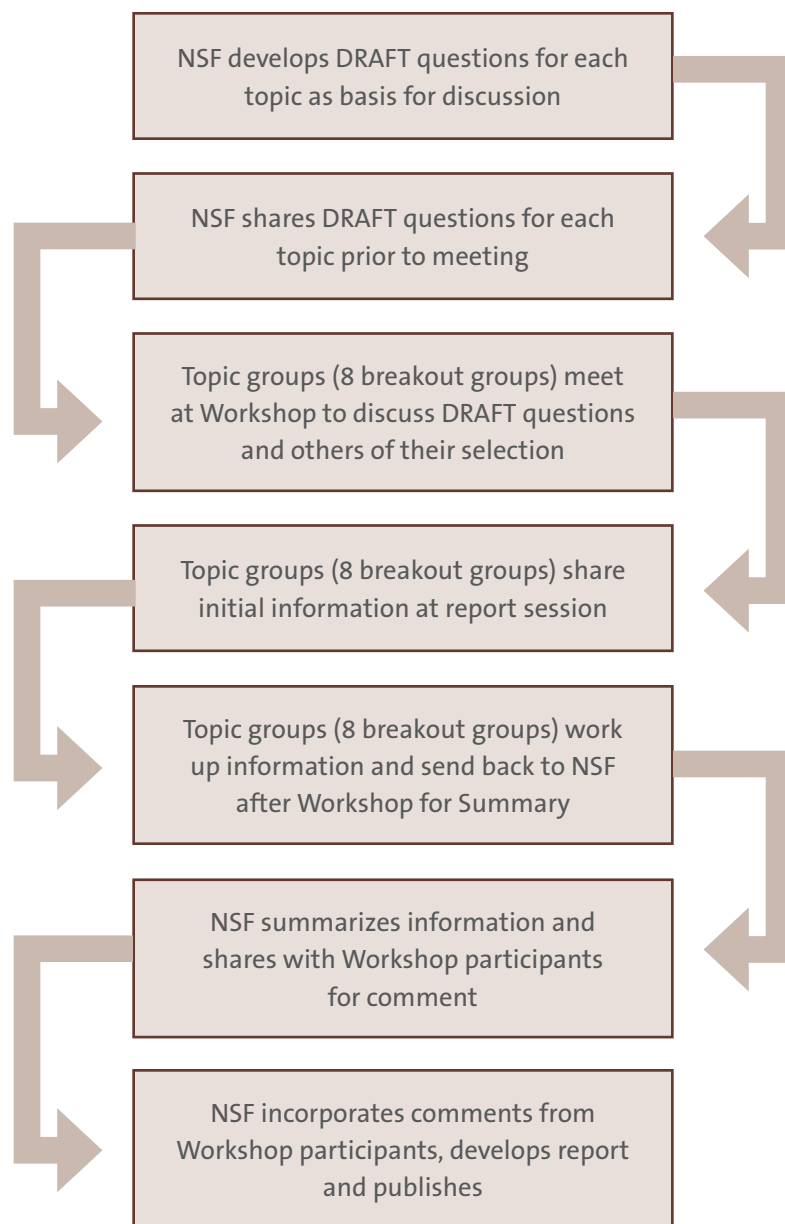 NSF develops DRAFT questions for each
topic as basis for discussion
NSF shares DRAFT questions for each
topic prior to meeting
Topic groups (8 breakout groups) meet
at Workshop to discuss DRAFT questions
and others of their selection
Topic groups (8 breakout groups) share
initial information at report session
Topic groups (8 breakout groups) work
up information and send back to NSF
after Workshop for Summary
NSF summarizes information and
shares with Workshop participants
for comment
NSF incorporates comments from
Workshop participants, develops report
and publishes